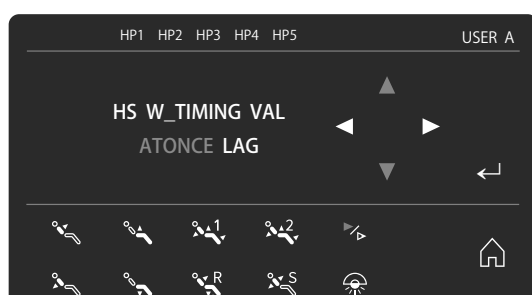 HP1 HP2 HP3 HP4 HP5 USER A
HS W_TIMING VAL
ATONCE LAG
1 2
R S